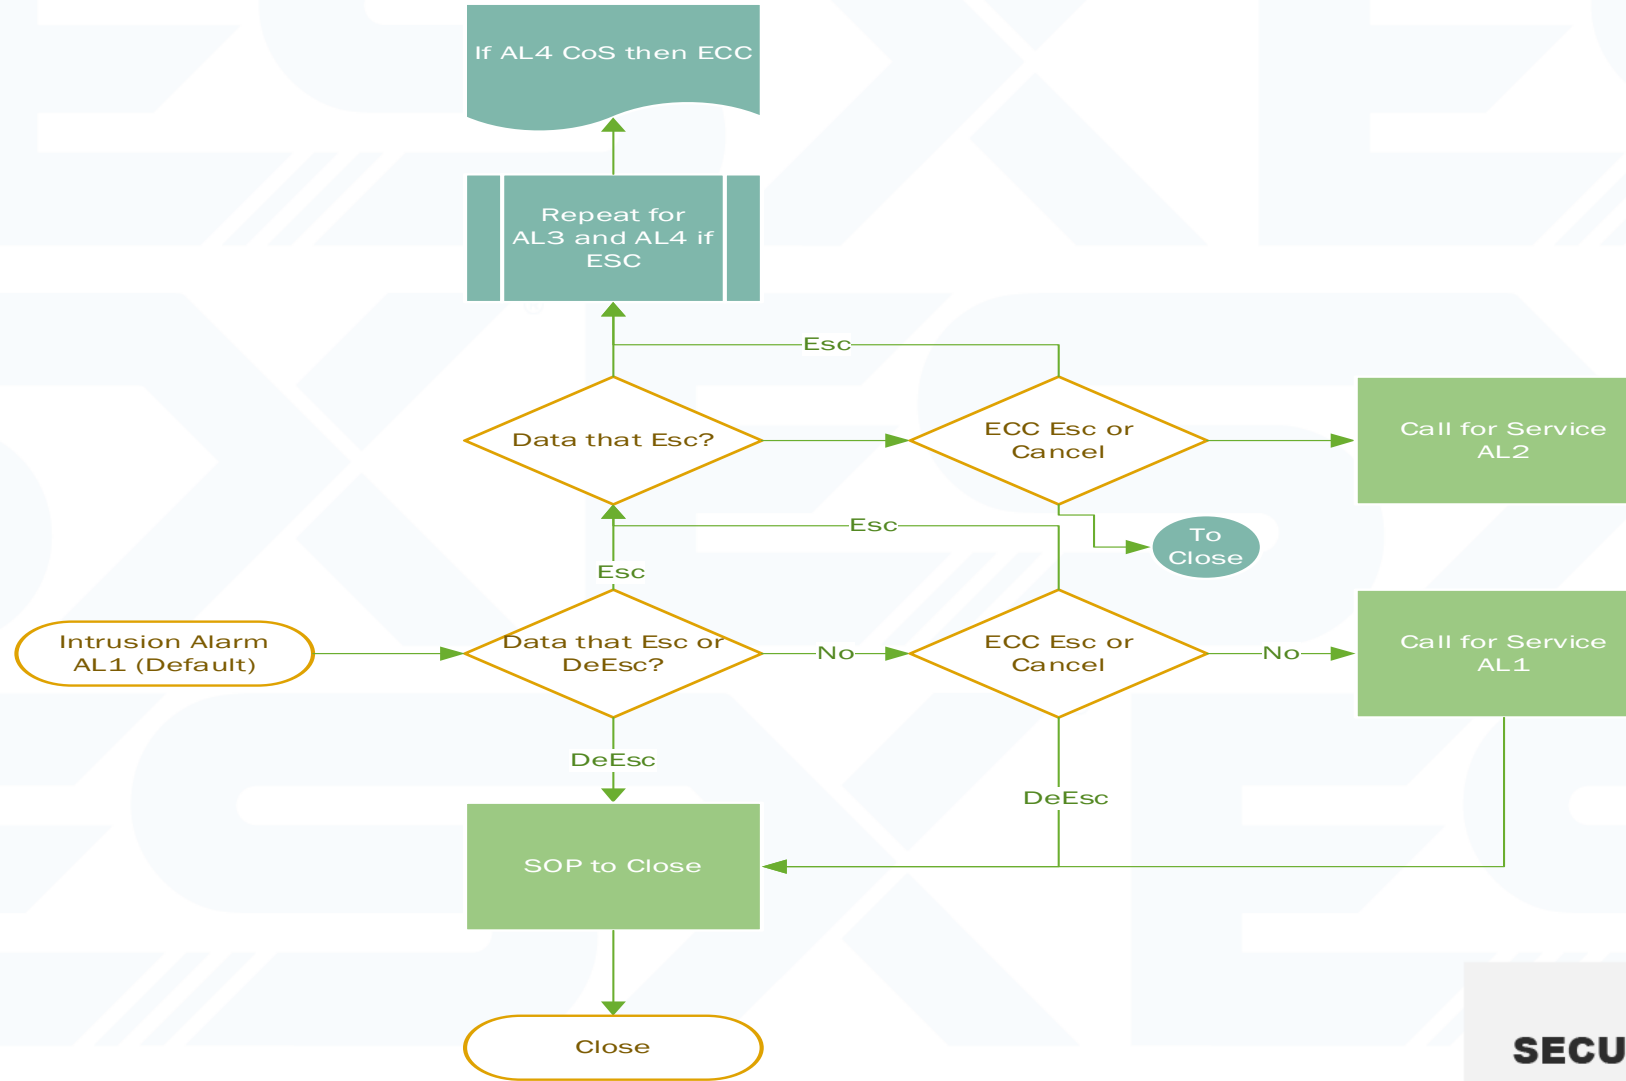 If AL4 CoS then ECC
Repeat for
AL3 and AL4 if
ESC
Esc
Data that Esc?
ECC Esc or
Cancel
Call for Service
AL2
Esc
To
Close
Esc
Intrusion Alarm
AL1 (Default)
Data that Esc or
DeEsc?
No
ECC Esc or
Cancel
No
Call for Service
AL1
DeEsc
DeEsc
SOP to Close
Close
SECU